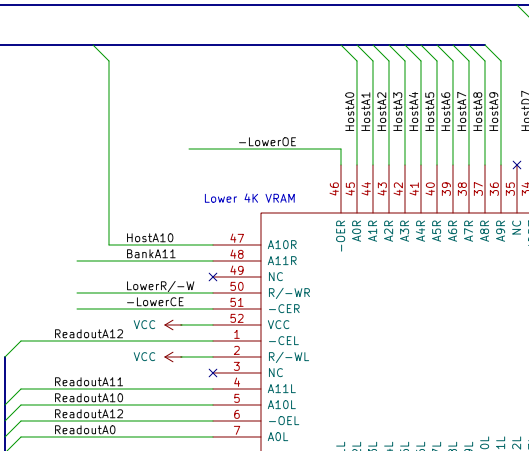 HostA0
HostA1
HostA2
HostA3
HostA4
HostA5
HostA6
HostA7
HostA8
HostA9
HostD7
-LowerOE
46 45 44 43 42 41 40 39 38 37 36 35 34
Lower 4K VRAM
-OER A0R A1R A2R A3R A4R A5R A6R A7R A8R A9R NC
HostA10 47 A10R
BankA11 48 A11R
49 NC
LowerR/-W 50 R/-WR
-LowerCE 51 -CER
VCC 52 VCC
ReadoutA12 1 -CEL
VCC 2 R/-WL
3 NC
ReadoutA11 4 A11L
ReadoutA10 5 A10L
ReadoutA12 6 -OEL
ReadoutA0 7 A0L